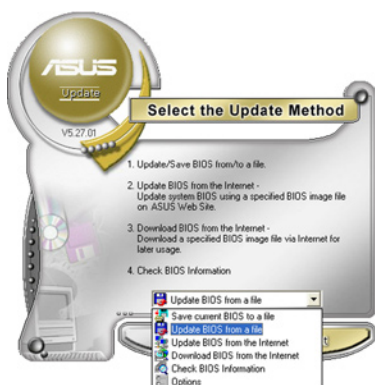 ASUS
Update
V5.27.01
Select the Update Method
1. Update/Save BIOS from/to a file.
2. Update BIOS from the Internet -
Update system BIOS using a specified BIOS image file
on ASUS Web Site.
3. Download BIOS from the Internet -
Download a specified BIOS image file via Internet for
later usage.
4. Check BIOS Information
Update BIOS from a file
Save current BIOS to a file
Update BIOS from a file
Update BIOS from the Internet
Download BIOS from the Internet
Check BIOS Information
Options